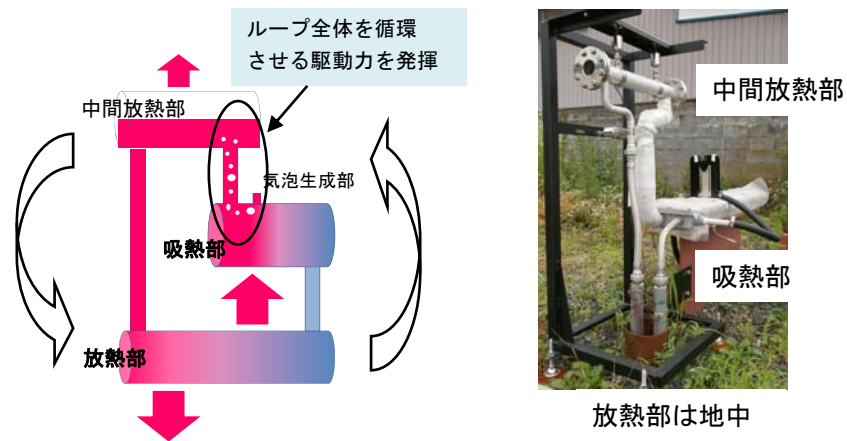 ループ全体を循環
させる駆動力を発揮
中間放熱部
気泡生成部
吸熱部
放熱部
中間放熱部
吸熱部
放熱部は地中